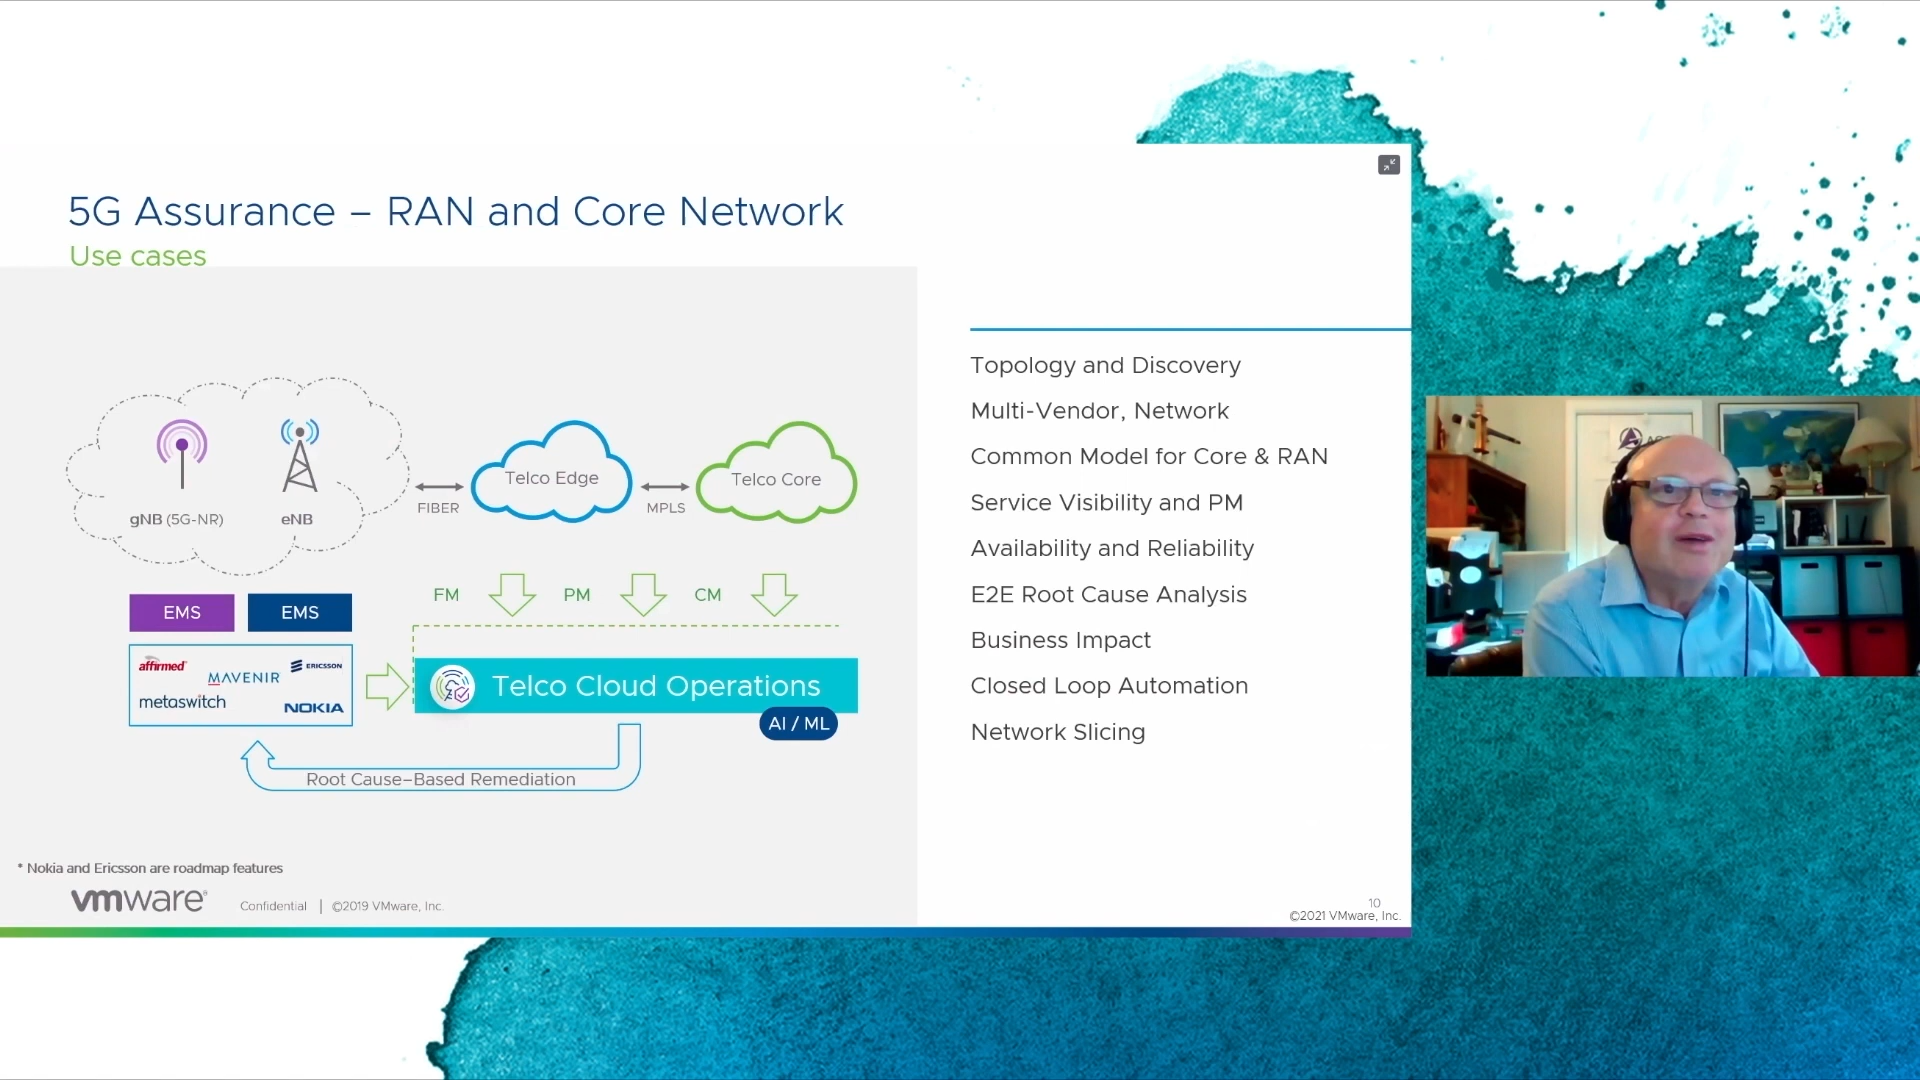 5G Assurance – RAN and Core Network
Use cases
gNB (5G-NR)
eNB
FIBER
Telco Edge
MPLS
Telco Core
EMS
EMS
FM
PM
CM
affirmed
MAVENIR
ERICSSON
metaswitch
NOKIA
Telco Cloud Operations
AI / ML
Root Cause–Based Remediation
* Nokia and Ericsson are roadmap features
vmware
Confidential | ©2019 VMware, Inc.
Topology and Discovery
Multi-Vendor, Network
Common Model for Core & RAN
Service Visibility and PM
Availability and Reliability
E2E Root Cause Analysis
Business Impact
Closed Loop Automation
Network Slicing
10
©2021 VMware, Inc.